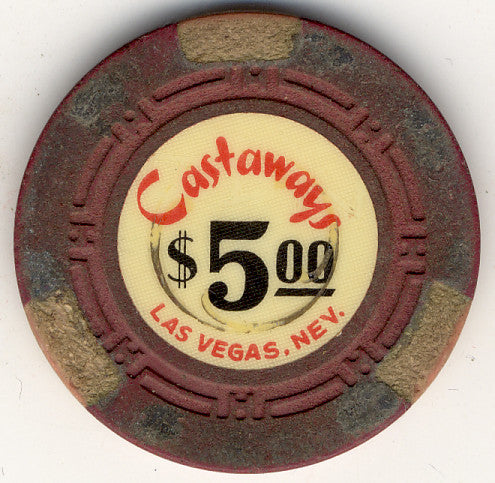 Castaways
$5.00
LAS VEGAS, NEV.